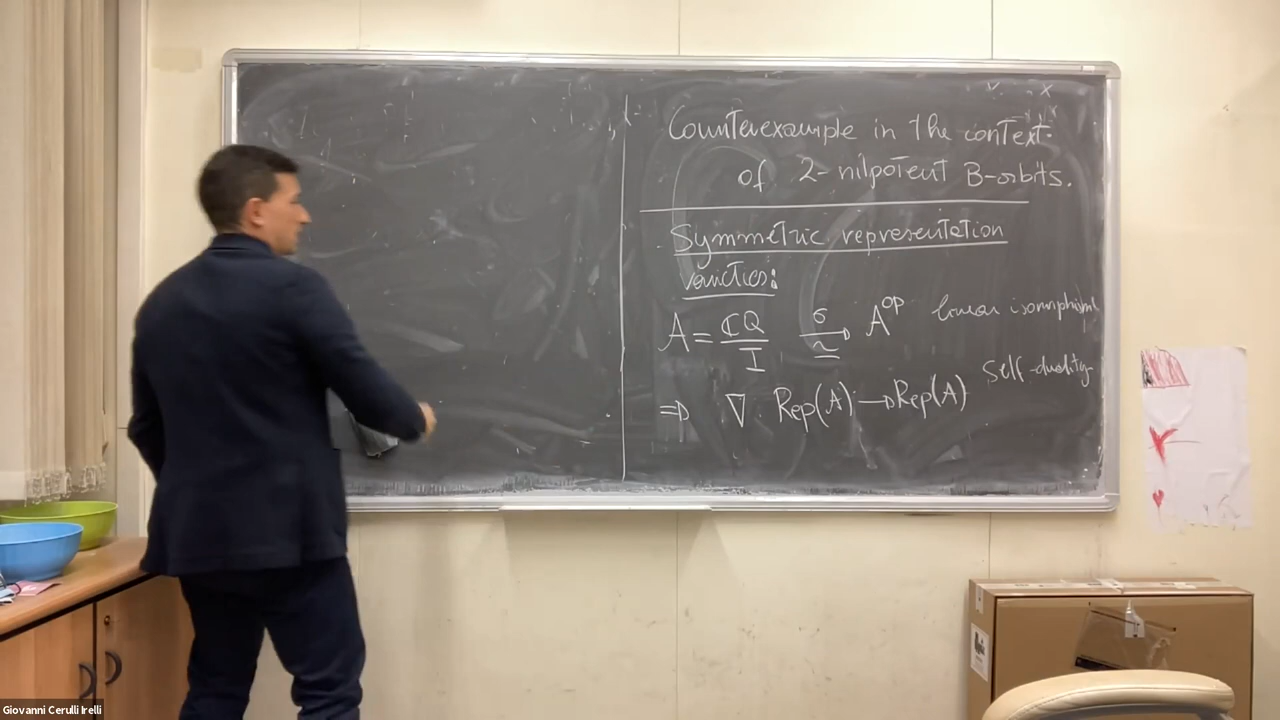 Counterexample in the context
of 2-nilpotent B-orbits.
Symmetric representation
varieties:
A = ℂQ/I σ/~→ A^op linear isomorphism
⇒ ∇ Rep(A) → Rep(A) self-duality
Giovanni Cerulli Irelli